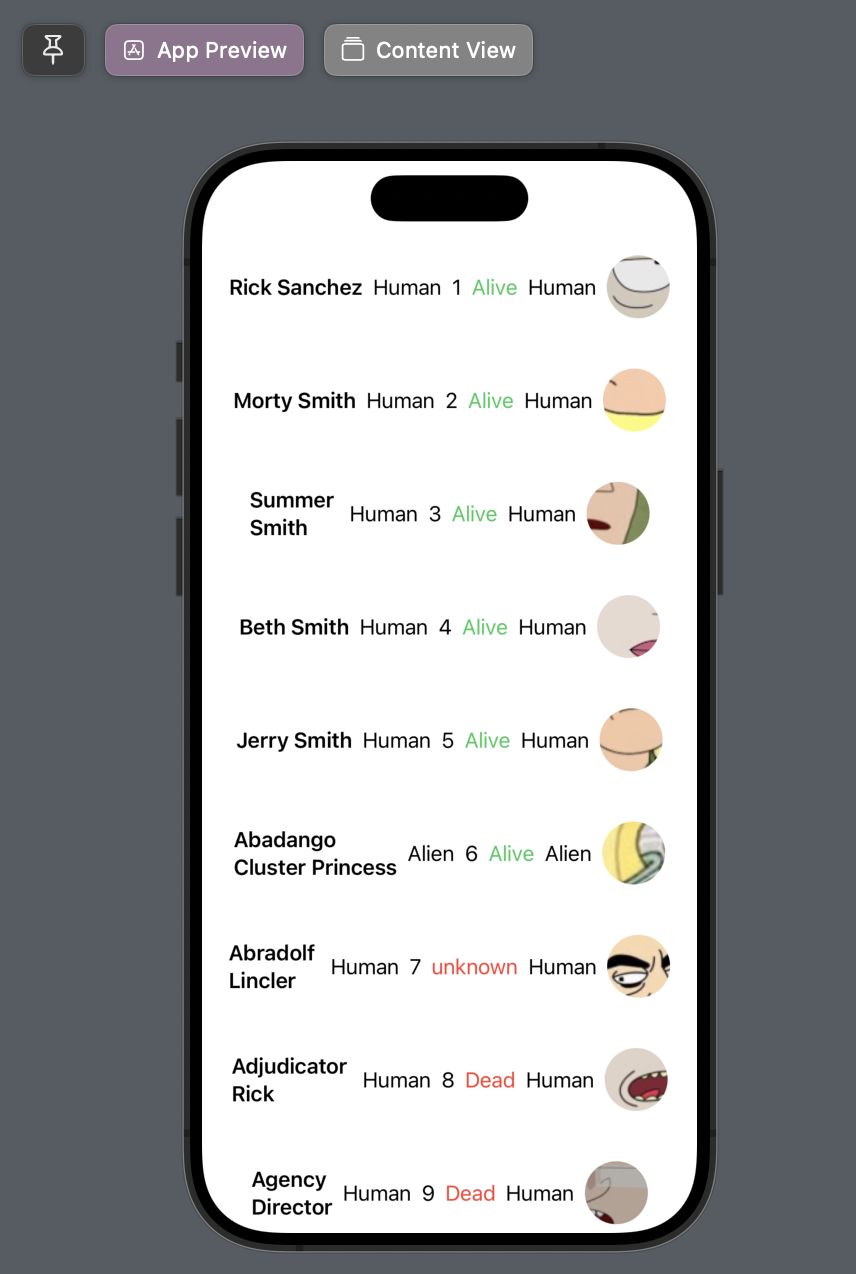 App Preview
Content View
Rick Sanchez Human 1 Alive Human
Morty Smith Human 2 Alive Human
Summer
Smith
Human 3 Alive Human
Beth Smith Human 4 Alive Human
Jerry Smith Human 5 Alive Human
Abadango
Cluster Princess
Alien 6 Alive Alien
Abradolf
Lincler
Human 7 unknown Human
Adjudicator
Rick
Human 8 Dead Human
Agency
Director
Human 9 Dead Human